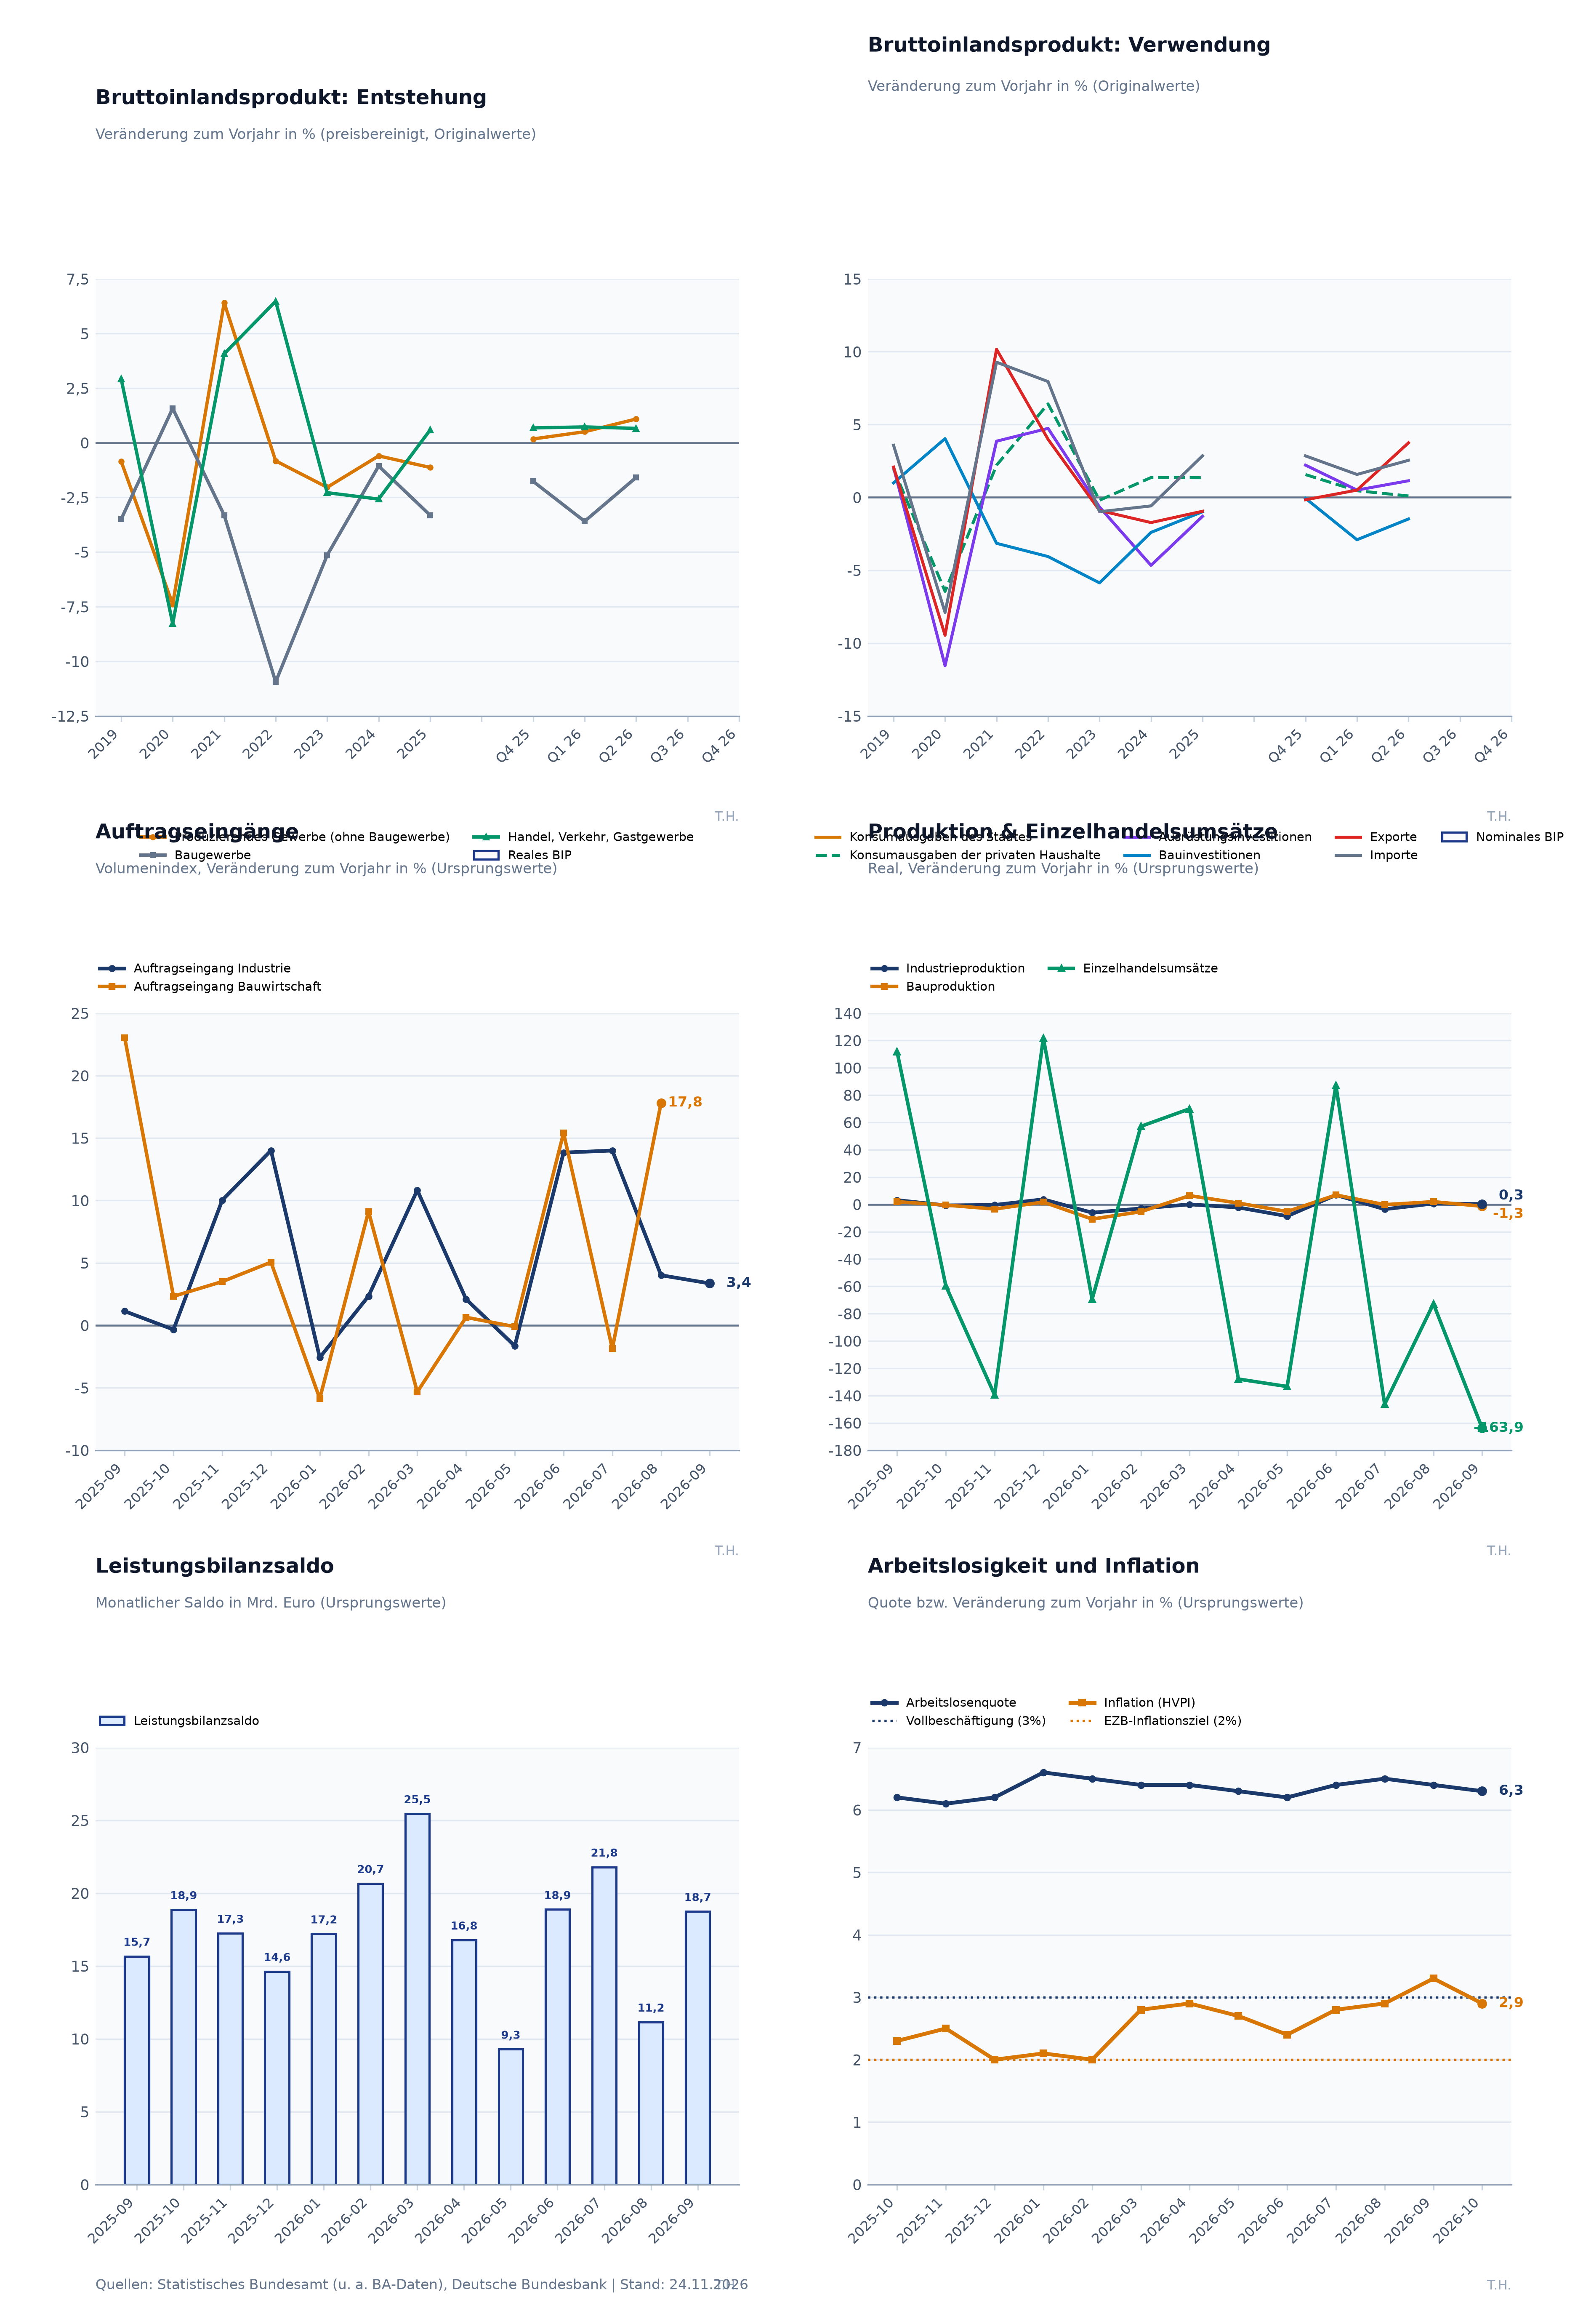 Bruttoinlandsprodukt: Entstehung
Veränderung zum Vorjahr in % (preisbereinigt, Originalwerte)
7,5
5
2,5
0
-2,5
-5
-7,5
-10
-12,5
2019 2020 2021 2022 2023 2024 2025 Q4 25 Q1 26 Q2 26 Q3 26 Q4 26
T.H.
Produzierendes Gewerbe (ohne Baugewerbe) Handel, Verkehr, Gastgewerbe
Baugewerbe Reales BIP
Bruttoinlandsprodukt: Verwendung
Veränderung zum Vorjahr in % (Originalwerte)
15
10
5
0
-5
-10
-15
2019 2020 2021 2022 2023 2024 2025 Q4 25 Q1 26 Q2 26 Q3 26 Q4 26
T.H.
Konsumausgaben des Staates Ausrüstungsinvestitionen Exporte Nominales BIP
Konsumausgaben der privaten Haushalte Bauinvestitionen Importe
Auftragseingänge
Volumenindex, Veränderung zum Vorjahr in % (Ursprungswerte)
Auftragseingang Industrie
Auftragseingang Bauwirtschaft
25
20
15
10
5
0
-5
-10
17,8
3,4
2025-09 2025-10 2025-11 2025-12 2026-01 2026-02 2026-03 2026-04 2026-05 2026-06 2026-07 2026-08 2026-09
T.H.
Produktion & Einzelhandelsumsätze
Real, Veränderung zum Vorjahr in % (Ursprungswerte)
Industrieproduktion Einzelhandelsumsätze
Bauproduktion
140
120
100
80
60
40
20
0
-20
-40
-60
-80
-100
-120
-140
-160
-180
0,3
-1,3
-163,9
2025-09 2025-10 2025-11 2025-12 2026-01 2026-02 2026-03 2026-04 2026-05 2026-06 2026-07 2026-08 2026-09
T.H.
Leistungsbilanzsaldo
Monatlicher Saldo in Mrd. Euro (Ursprungswerte)
Leistungsbilanzsaldo
30
25
20
15
10
5
0
15,7 18,9 17,3 14,6 17,2 20,7 25,5 16,8 9,3 18,9 21,8 11,2 18,7
2025-09 2025-10 2025-11 2025-12 2026-01 2026-02 2026-03 2026-04 2026-05 2026-06 2026-07 2026-08 2026-09
T.H.
Arbeitslosigkeit und Inflation
Quote bzw. Veränderung zum Vorjahr in % (Ursprungswerte)
Arbeitslosenquote Inflation (HVPI)
Vollbeschäftigung (3%) EZB-Inflationsziel (2%)
7
6
5
4
3
2
1
0
6,3
2,9
2025-10 2025-11 2025-12 2026-01 2026-02 2026-03 2026-04 2026-05 2026-06 2026-07 2026-08 2026-09 2026-10
T.H.
Quellen: Statistisches Bundesamt (u. a. BA-Daten), Deutsche Bundesbank | Stand: 24.11.2026